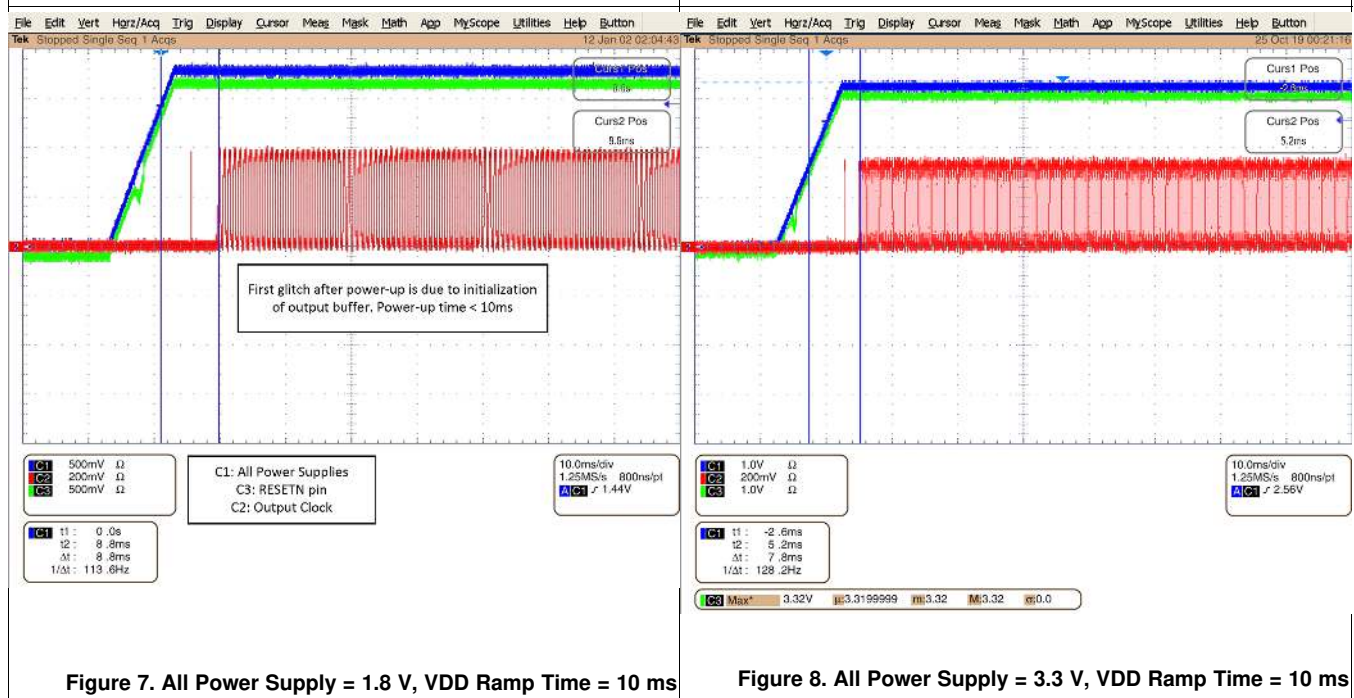 File Edit Vert Horz/Acq Trig Display Cursor Meas Mask Math App MyScope Utilities Help Button
Tek Stopped Single Seq 1 Acqs 12 Jan 02 02:04:43
Curs1 Pos
0.0s
Curs2 Pos
First glitch after power-up is due to initialization
of output buffer. Power-up time < 10ms
C1 500mV Ω
C2 200mV Ω
C3 500mV Ω
C1: All Power Supplies
C3: RESETN pin
C2: Output Clock
10.0ms/div
1.25MS/s 800ns/pt
A C1 ∫ 1.44V
C1 t1: 0.0s
t2: 8.8ms
Δt: 8.8ms
1/Δt: 113.6Hz
Figure 7. All Power Supply = 1.8 V, VDD Ramp Time = 10 ms
File Edit Vert Horz/Acq Trig Display Cursor Meas Mask Math App MyScope Utilities Help Button
Tek Stopped Single Seq 1 Acqs 25 Oct 19 00:21:16
Curs1 Pos
-2.6ms
Curs2 Pos
5.2ms
C1 1.0V Ω
C2 200mV Ω
C3 1.0V Ω
10.0ms/div
1.25MS/s 800ns/pt
A C1 ∫ 2.56V
C1 t1: -2.6ms
t2: 5.2ms
Δt: 7.8ms
1/Δt: 128.2Hz
C3 Max* 3.32V µ:3.3199999 m:3.32 M:3.32 σ:0.0
Figure 8. All Power Supply = 3.3 V, VDD Ramp Time = 10 ms